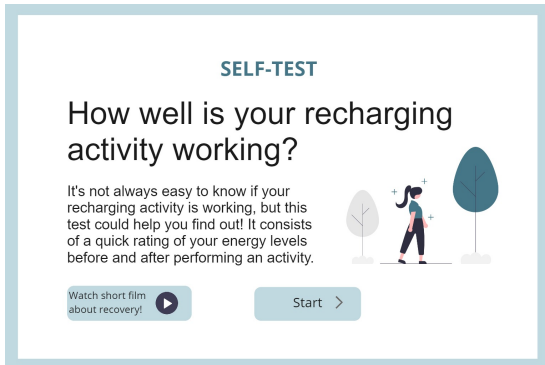 SELF-TEST
How well is your recharging
activity working?
It's not always easy to know if your
recharging activity is working, but this
test could help you find out! It consists
of a quick rating of your energy levels
before and after performing an activity.
Watch short film
about recovery!
Start